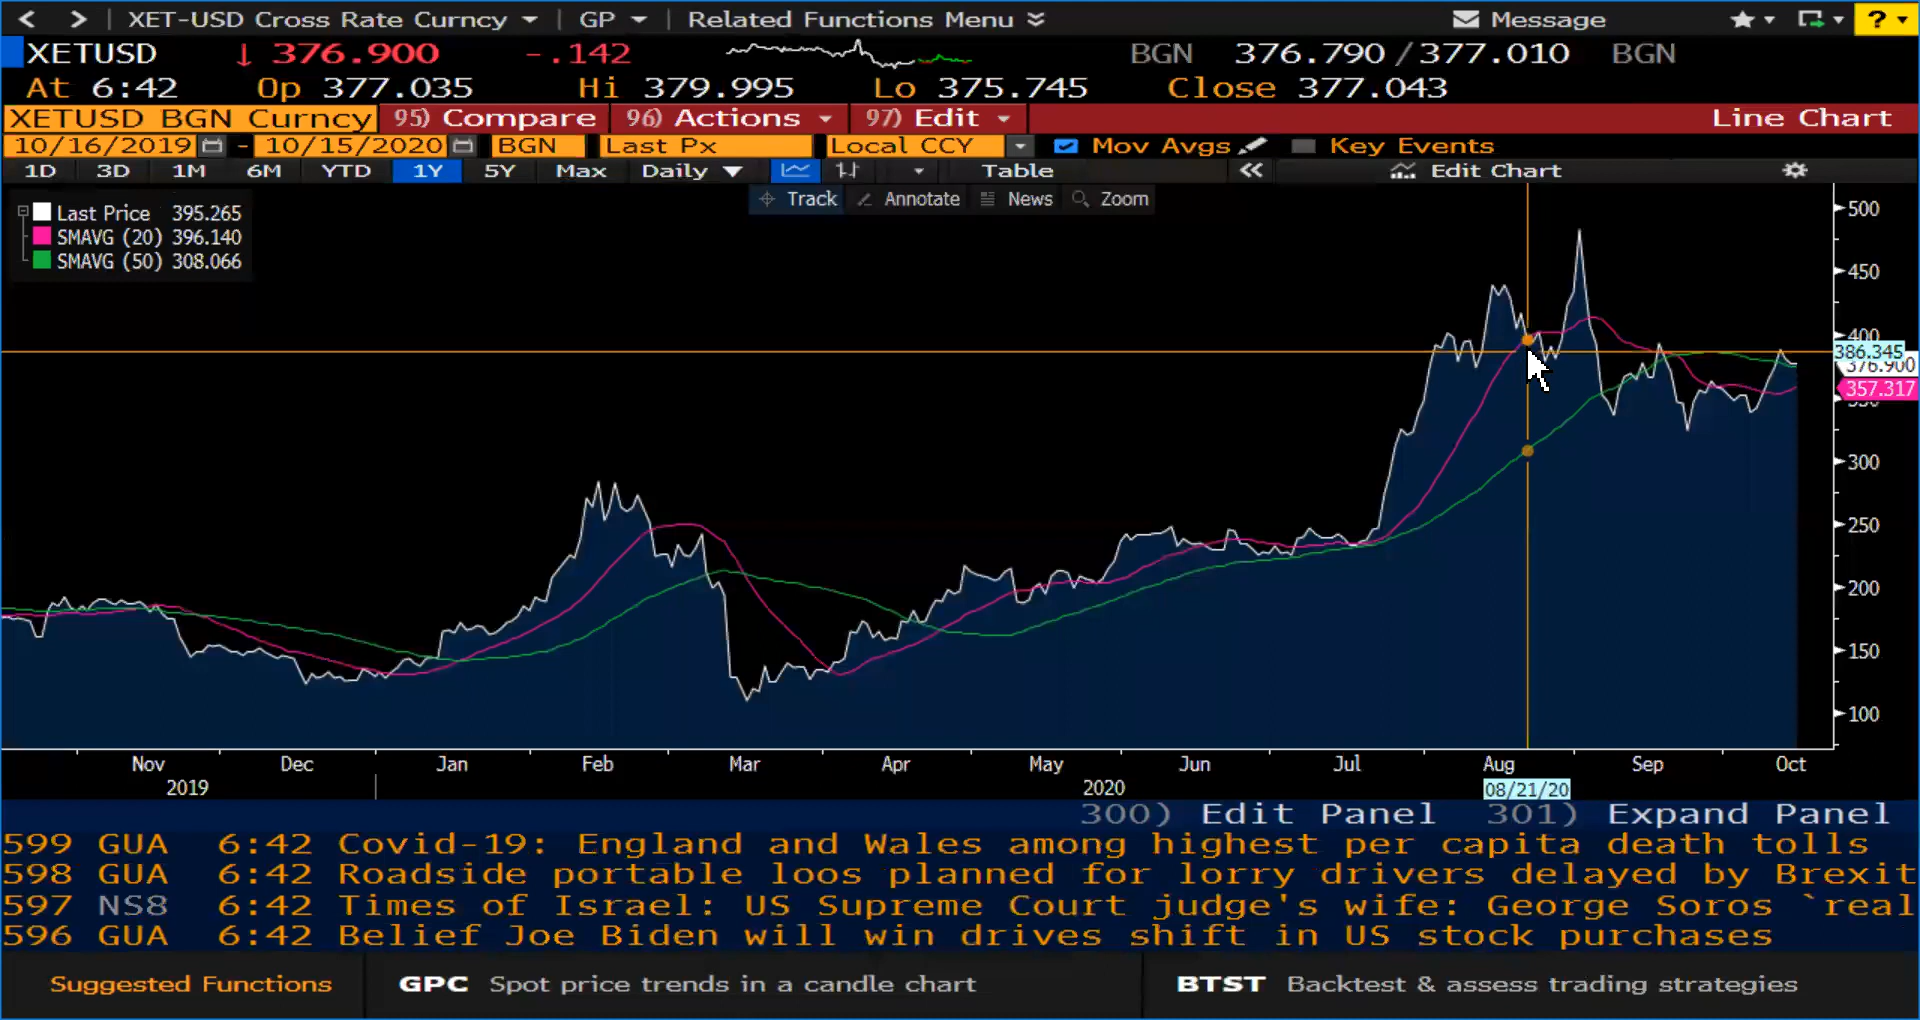 XET-USD Cross Rate Curncy | GP | Related Functions Menu Message ?
XETUSD ↓ 376.900 -.142 BGN 376.790/377.010 BGN
At 6:42 Op 377.035 Hi 379.995 Lo 375.745 Close 377.043
XETUSD BGN Curncy 95) Compare 96) Actions 97) Edit Line Chart
10/16/2019 - 10/15/2020 BGN Last Px Local CCY Mov Avgs Key Events
1D 3D 1M 6M YTD 1Y 5Y Max Daily Table Edit Chart
Track Annotate News Zoom
Last Price 395.265
SMAVG (20) 396.140
SMAVG (50) 308.066
500
450
400
386.345
376.900
357.317
350
300
250
200
150
100
Nov Dec Jan Feb Mar Apr May Jun Jul Aug Sep Oct
2019 2020 08/21/20
300) Edit Panel 301) Expand Panel
599 GUA 6:42 Covid-19: England and Wales among highest per capita death tolls
598 GUA 6:42 Roadside portable loos planned for lorry drivers delayed by Brexit
597 NS8 6:42 Times of Israel: US Supreme Court judge's wife: George Soros `real
596 GUA 6:42 Belief Joe Biden will win drives shift in US stock purchases
Suggested Functions GPC Spot price trends in a candle chart BTST Backtest & assess trading strategies